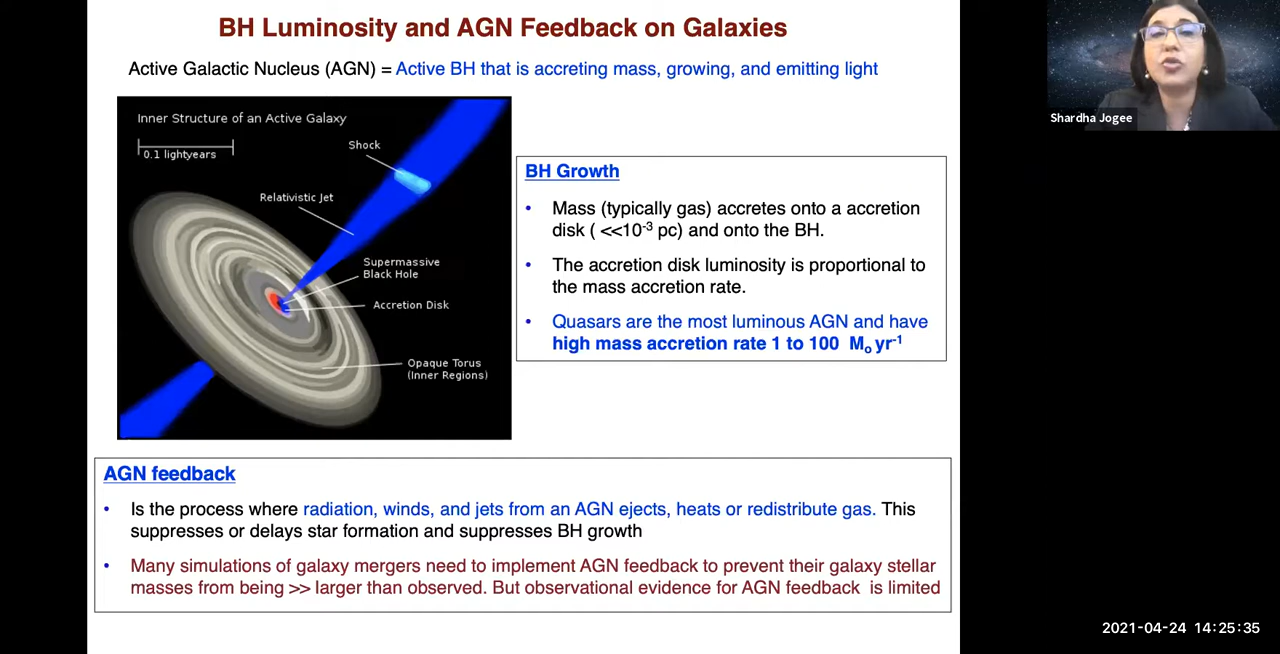 BH Luminosity and AGN Feedback on Galaxies
Active Galactic Nucleus (AGN) = Active BH that is accreting mass, growing, and emitting light
Shardha Jogee
Inner Structure of an Active Galaxy
0.1 lightyears
Shock
Relativistic Jet
Supermassive
Black Hole
Accretion Disk
Opaque Torus
(Inner Regions)
BH Growth
• Mass (typically gas) accretes onto a accretion
disk ( <<10⁻³ pc) and onto the BH.
• The accretion disk luminosity is proportional to
the mass accretion rate.
• Quasars are the most luminous AGN and have
high mass accretion rate 1 to 100 Mₒ yr⁻¹
AGN feedback
• Is the process where radiation, winds, and jets from an AGN ejects, heats or redistribute gas. This
suppresses or delays star formation and suppresses BH growth
• Many simulations of galaxy mergers need to implement AGN feedback to prevent their galaxy stellar
masses from being >> larger than observed. But observational evidence for AGN feedback is limited
2021-04-24 14:25:35